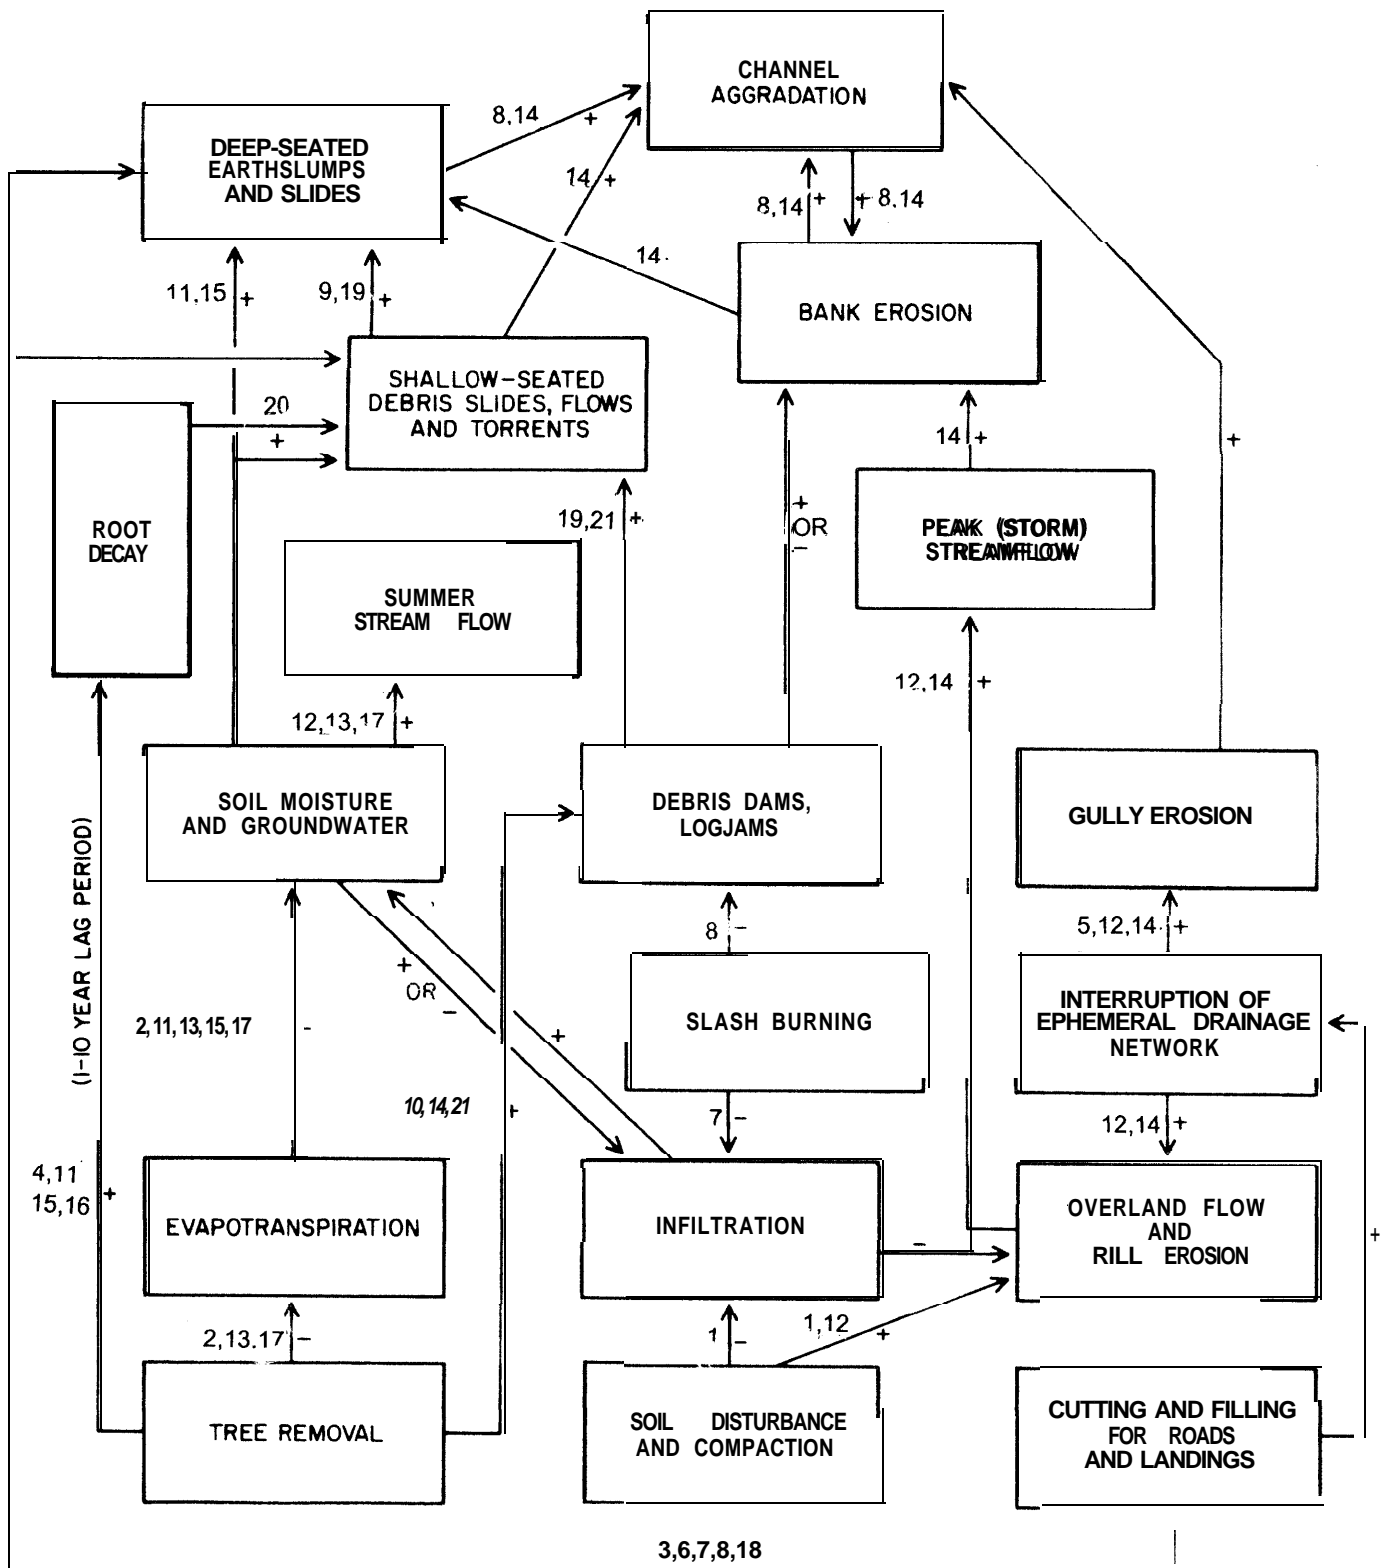 CHANNEL
AGGRADATION
8,14
+
DEEP-SEATED
EARTHSLUMPS
AND SLIDES
14
+
8,14
+
+
8,14
14
11,15
+
9,19
+
BANK EROSION
SHALLOW-SEATED
DEBRIS SLIDES, FLOWS
AND TORRENTS
20
+
14
+
+
ROOT
DECAY
19,21
+
+
OR
-
PEAK (STORM)
STREAMFLOW
SUMMER
STREAM FLOW
12,14
+
12,13,17
+
SOIL MOISTURE
AND GROUNDWATER
DEBRIS DAMS,
LOGJAMS
GULLY EROSION
(1-10 YEAR LAG PERIOD)
8
-
5,12,14
+
+
OR
-
2,11,13,15,17
-
SLASH BURNING
INTERRUPTION OF
EPHEMERAL DRAINAGE
NETWORK
+
10,14,21
+
7
-
12,14
+
4,11
15,16
+
EVAPOTRANSPIRATION
INFILTRATION
-
OVERLAND FLOW
AND
RILL EROSION
+
2,13.17
-
1
-
1,12
+
TREE REMOVAL
SOIL DISTURBANCE
AND COMPACTION
CUTTING AND FILLING
FOR ROADS
AND LANDINGS
3,6,7,8,18